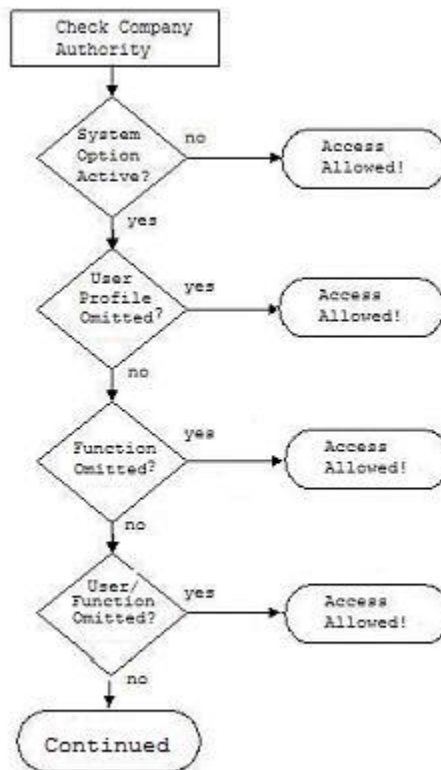 Check Company
Authority
System
Option
Active?
no
Access
Allowed!
yes
User
Profile
Omitted?
yes
Access
Allowed!
no
Function
Omitted?
yes
Access
Allowed!
no
User/
Function
Omitted?
yes
Access
Allowed!
no
Continued